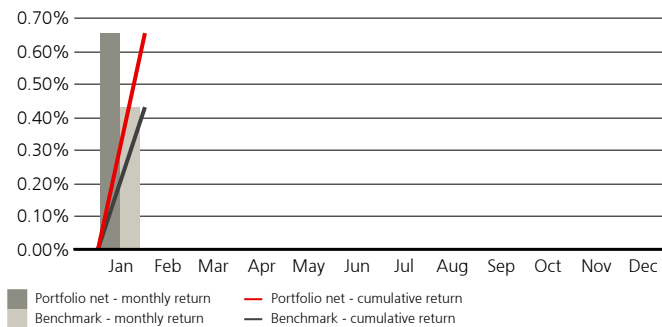 0.70%
0.60%
0.50%
0.40%
0.30%
0.20%
0.10%
0.00%
Jan Feb Mar Apr May Jun Jul Aug Sep Oct Nov Dec
Portfolio net - monthly return Portfolio net - cumulative return
Benchmark - monthly return Benchmark - cumulative return